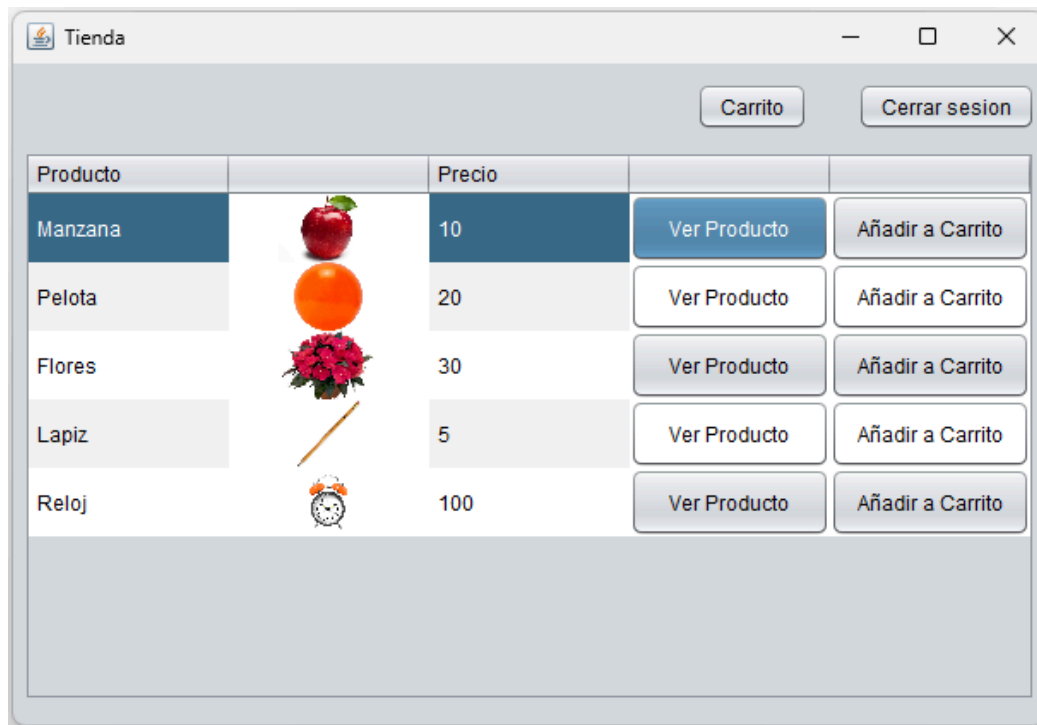 Tienda
Carrito Cerrar sesion
Producto Precio
Manzana 10 Ver Producto Añadir a Carrito
Pelota 20 Ver Producto Añadir a Carrito
Flores 30 Ver Producto Añadir a Carrito
Lapiz 5 Ver Producto Añadir a Carrito
Reloj 100 Ver Producto Añadir a Carrito